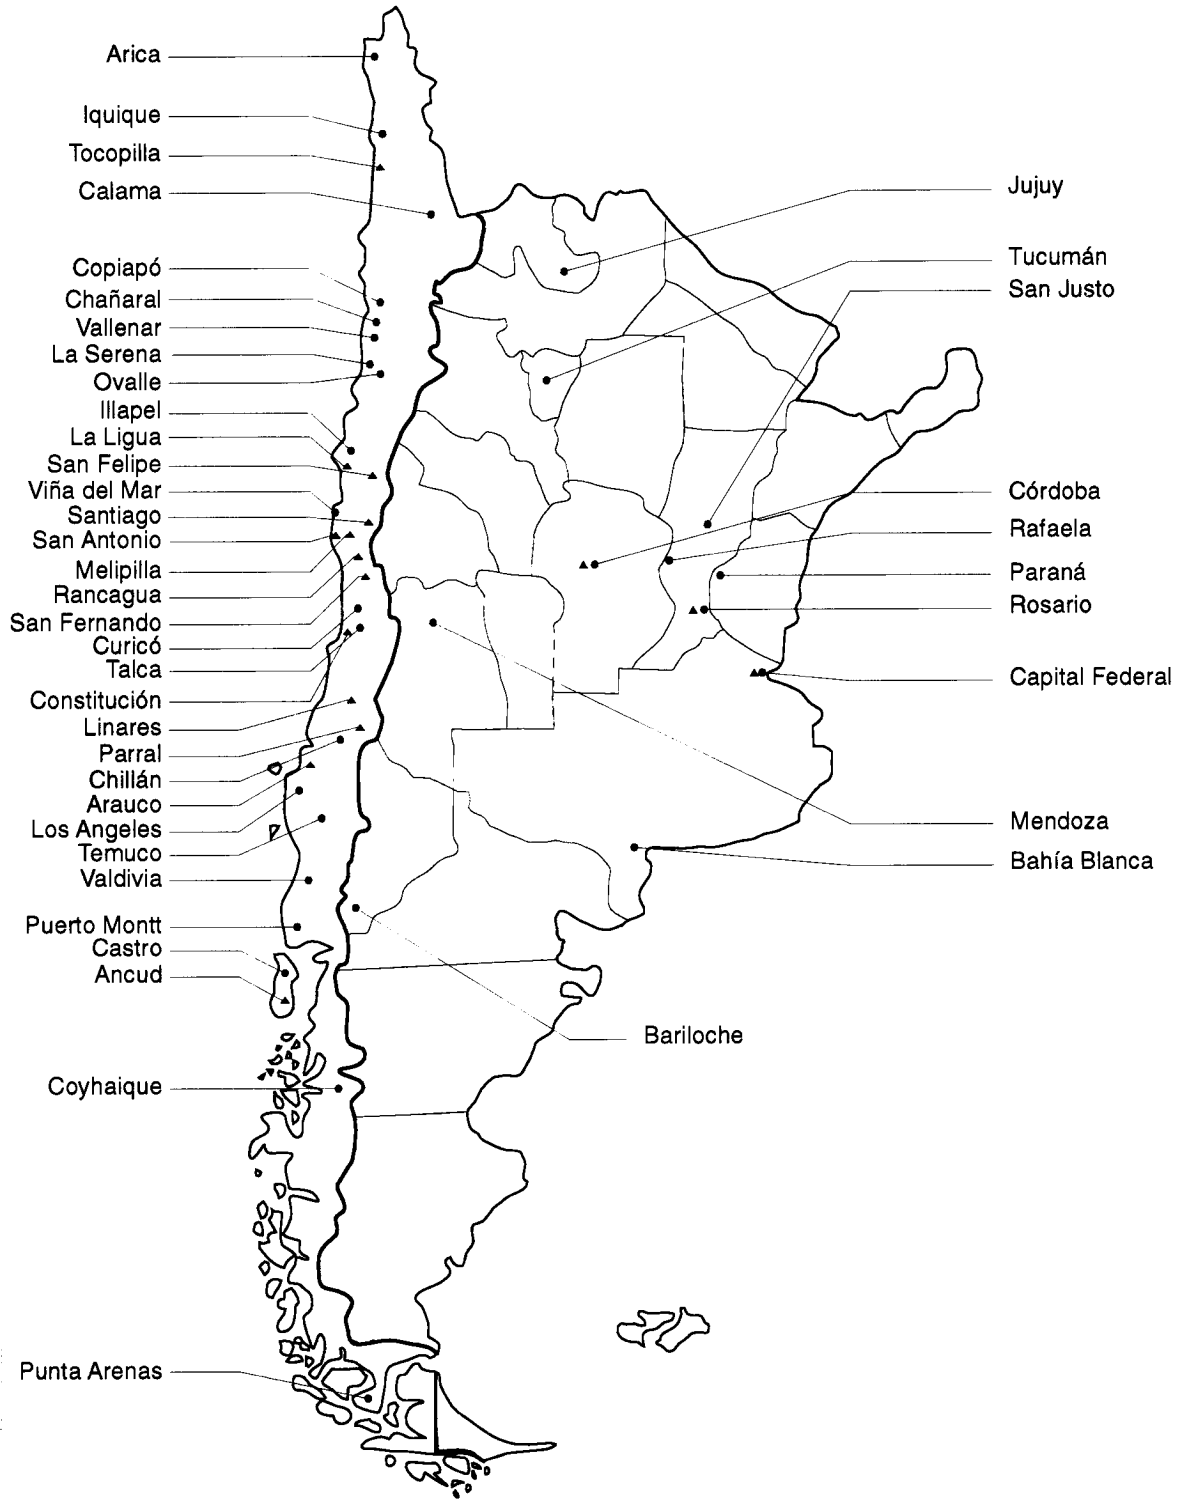 Arica
Iquique
Tocopilla
Calama
Copiapó
Chañaral
Vallenar
La Serena
Ovalle
Illapel
La Ligua
San Felipe
Viña del Mar
Santiago
San Antonio
Melipilla
Rancagua
San Fernando
Curicó
Talca
Constitución
Linares
Parral
Chillán
Arauco
Los Angeles
Temuco
Valdivia
Puerto Montt
Castro
Ancud
Coyhaique
Punta Arenas
Jujuy
Tucumán
San Justo
Córdoba
Rafaela
Paraná
Rosario
Capital Federal
Mendoza
Bahía Blanca
Bariloche